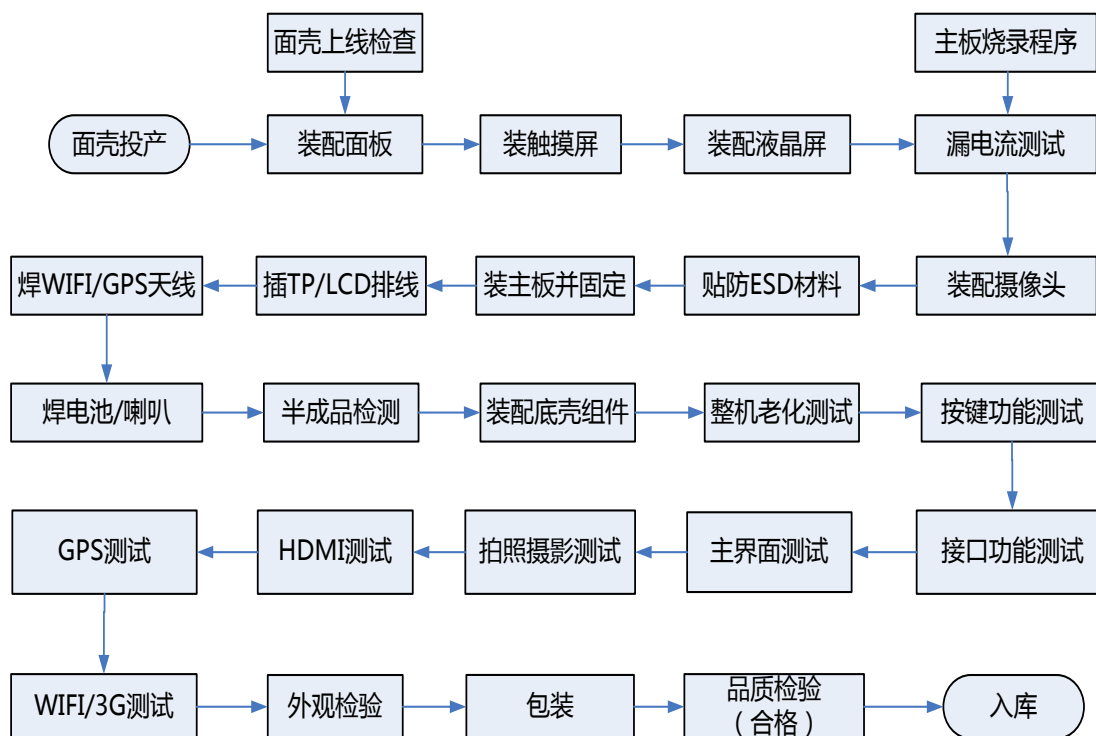 面壳上线检查
主板烧录程序
面壳投产
装配面板
装触摸屏
装配液晶屏
漏电流测试
焊WIFI/GPS天线
插TP/LCD排线
装主板并固定
贴防ESD材料
装配摄像头
焊电池/喇叭
半成品检测
装配底壳组件
整机老化测试
按键功能测试
GPS测试
HDMI测试
拍照摄影测试
主界面测试
接口功能测试
WIFI/3G测试
外观检验
包装
品质检验
（合格）
入库